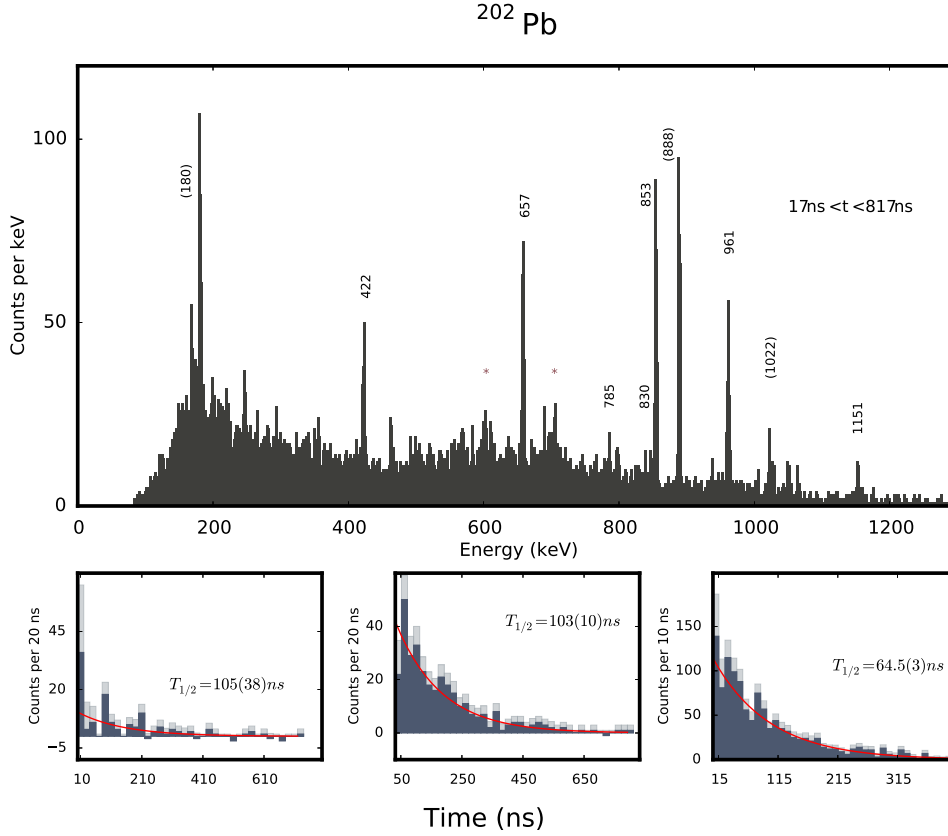 202 Pb
Counts per keV
100
50
0
(180)
422
657
*
*
785
830
853
(888)
961
(1022)
1151
17ns <t <817ns
0 200 400 600 800 1000 1200
Energy (keV)
Counts per 20 ns
45
20
−5
T1/2 =105(38)ns
10 210 410 610
Counts per 20 ns
40
20
0
T1/2 =103(10)ns
50 250 450 650
Counts per 10 ns
150
100
50
0
T1/2 =64.5(3)ns
15 115 215 315
Time (ns)